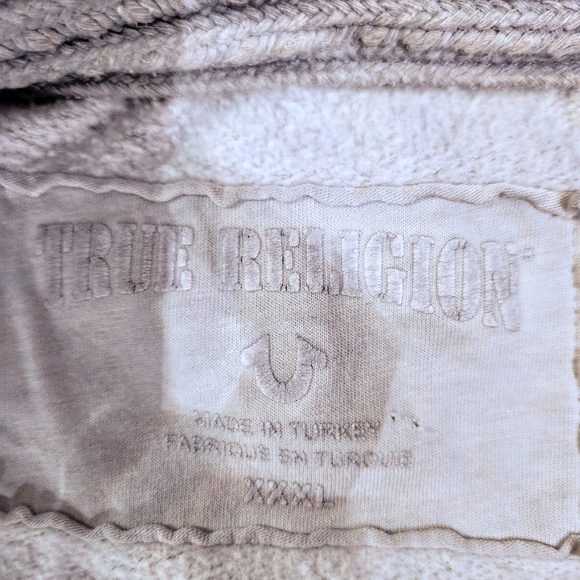 TRUE RELIGION
MADE IN TURKEY
FABRIQUE EN TURQUIE
XXXL